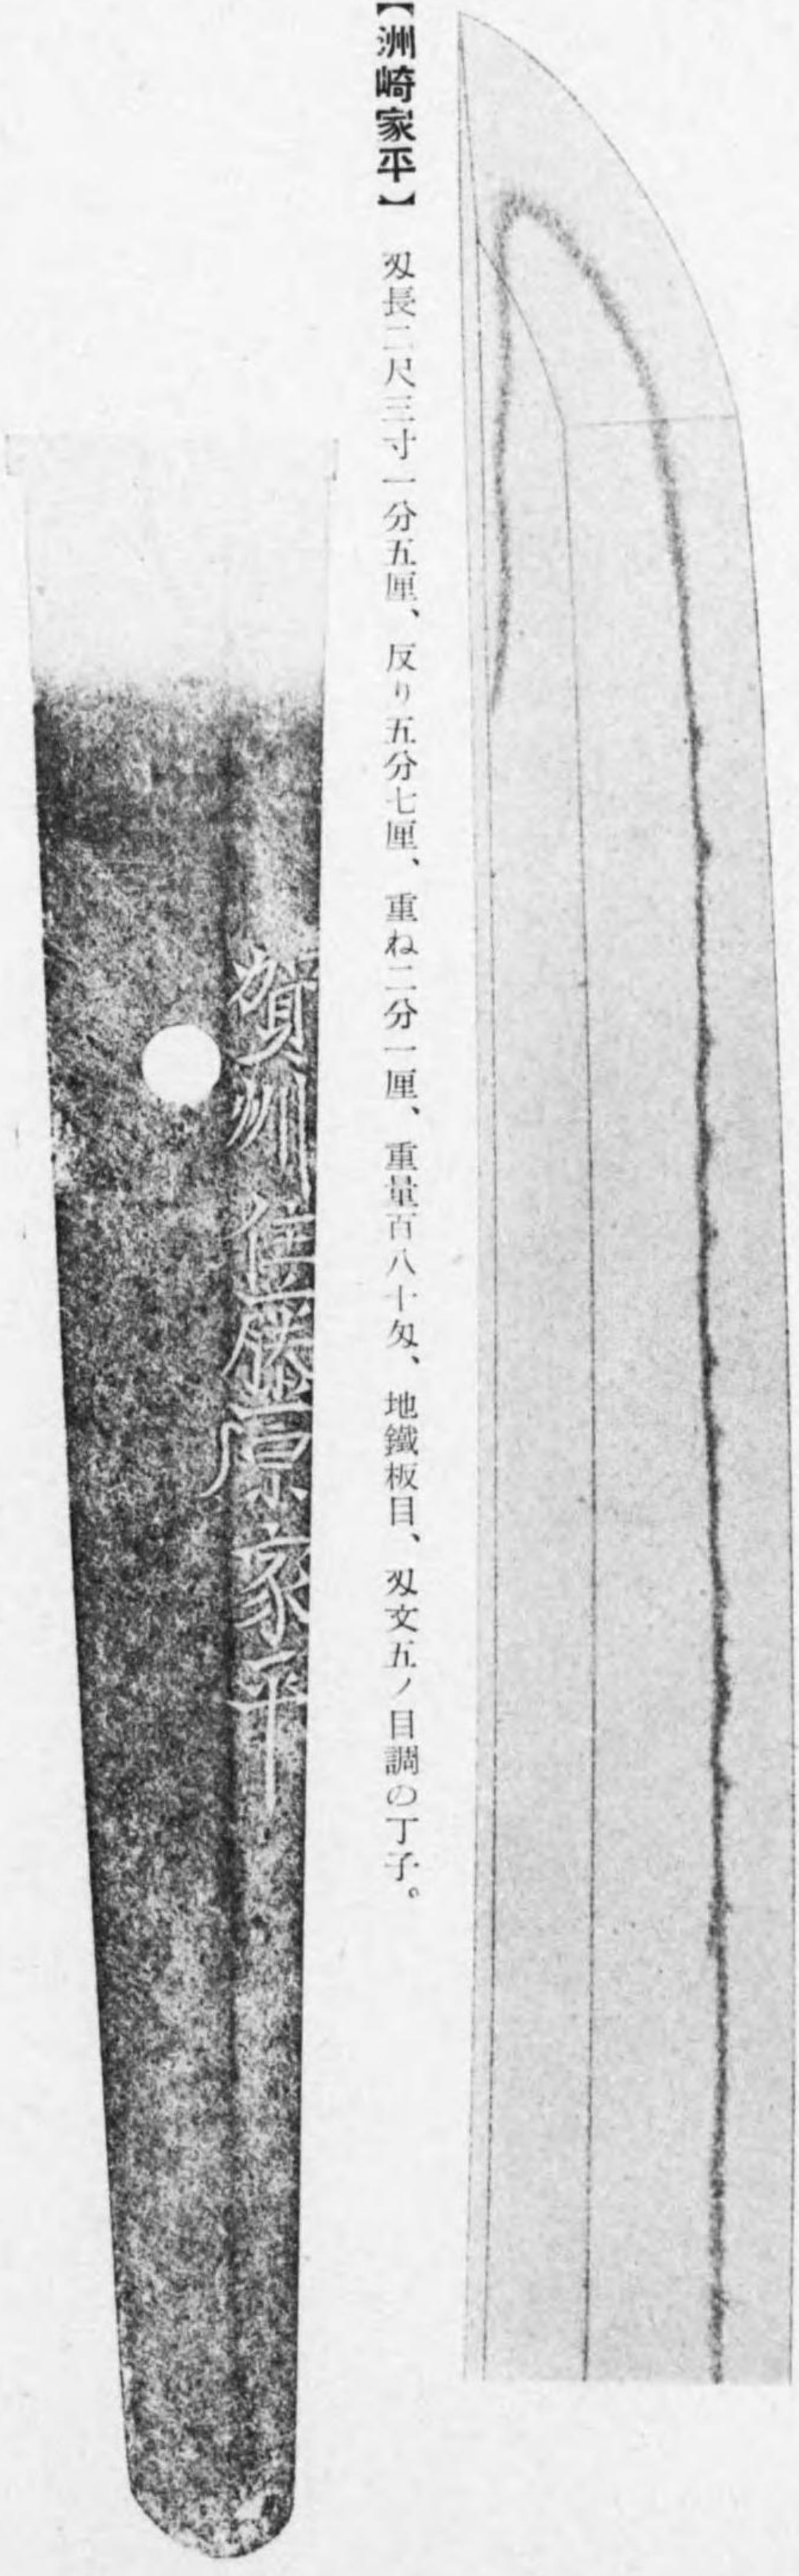 【洲崎家平】 刄長二尺三寸一分五厘、反り五分七厘、重ね二分一厘、重量百八十匁、地鐵板目、刄文五ノ目調の丁子。
賀州住藤原家平